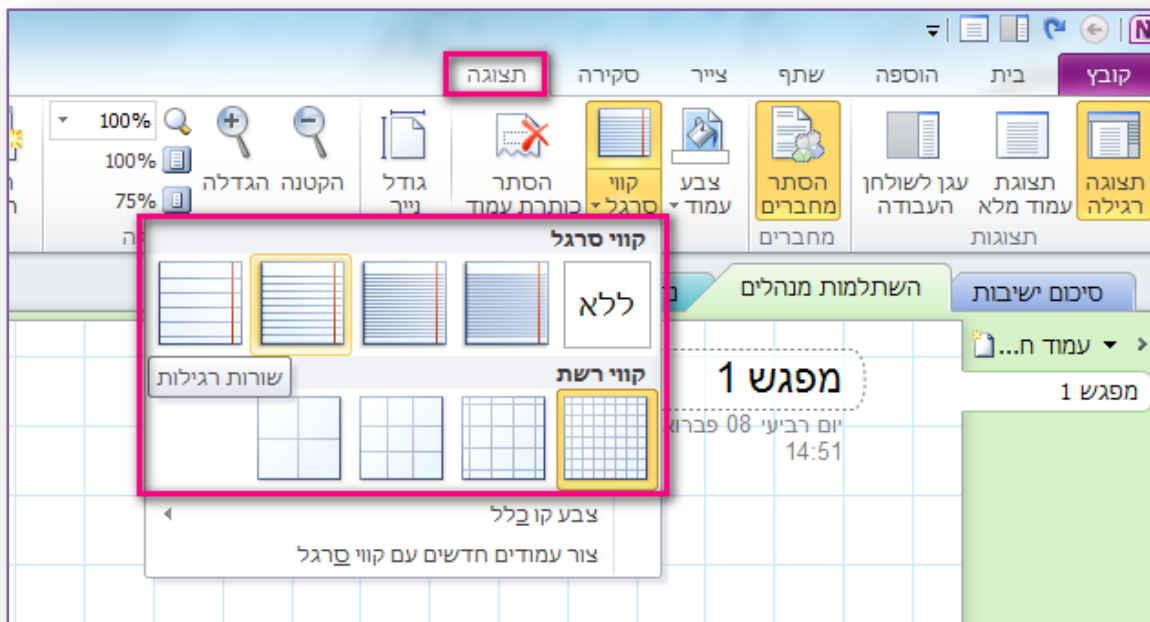 קובץ בית הוספה שתף צייר סקירה תצוגה
תצוגה רגילה
תצוגת עמוד מלא
עגן לשולחן העבודה
הסתר מחברים
צבע עמוד
קווי סרגל
הסתר כותרת עמוד
גודל נייר
הקטנה
הגדלה
100%
100%
75%
תצוגות
מחברים
קווי סרגל
ללא
שורות רגילות
קווי רשת
צבע קו כלל
צור עמודים חדשים עם קווי סרגל
סיכום ישיבות
השתלמות מנהלים
עמוד ח...
מפגש 1
מפגש 1
יום רביעי 08 פברוא
14:51